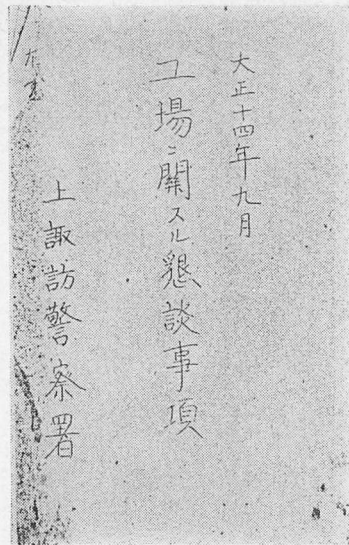 大正十四年九月
工場ニ関スル懇談事項
上諏訪警察署